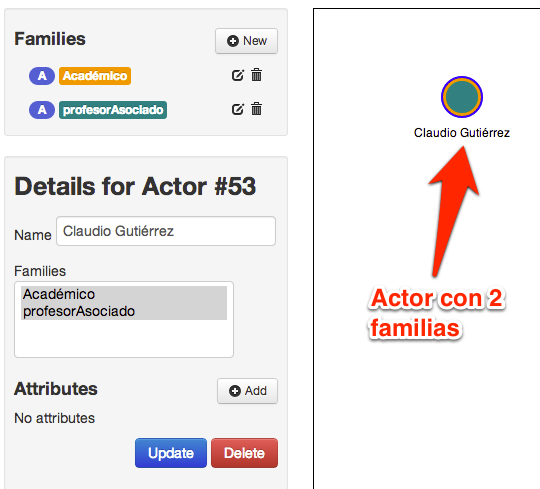 Families
New
A Académico
A profesorAsociado
Details for Actor #53
Name Claudio Gutiérrez
Families
Académico
profesorAsociado
Attributes
Add
No attributes
Update Delete
Claudio Gutiérrez
Actor con 2
familias